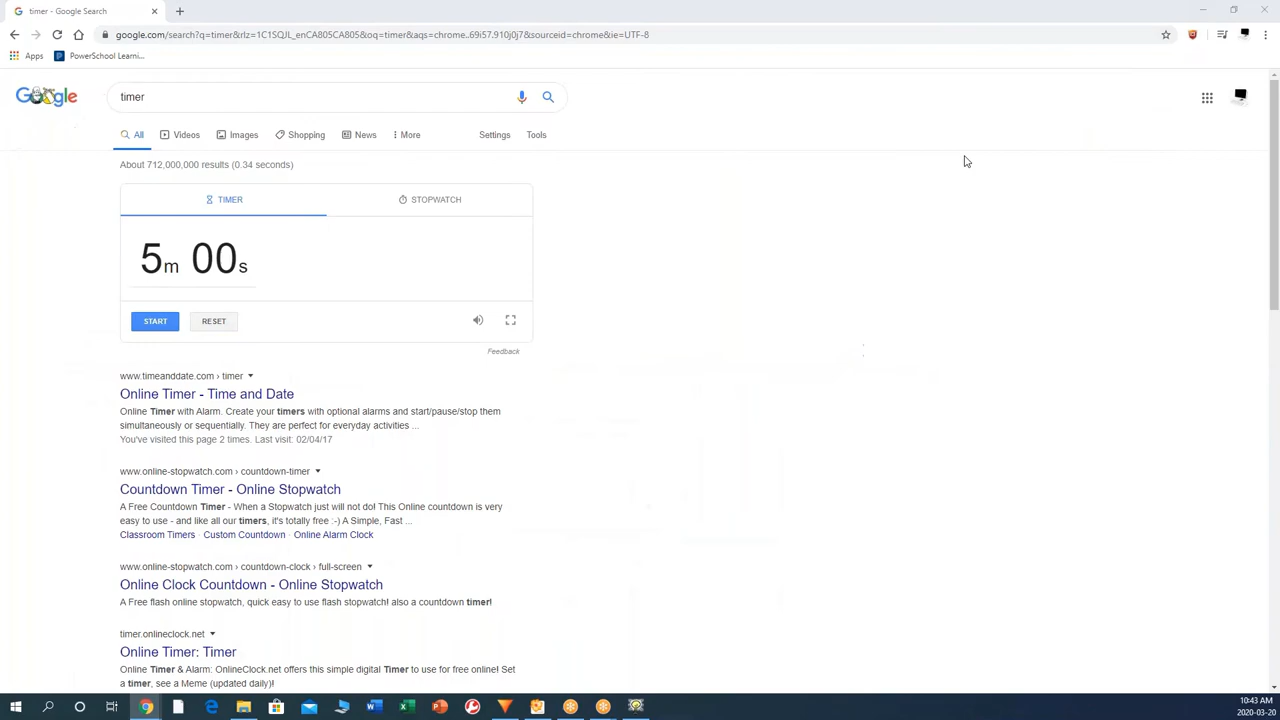 timer - Google Search
google.com/search?q=timer&rlz=1C1SQJL_enCA805CA805&oq=timer&aqs=chrome..69i57.910j0j7&sourceid=chrome&ie=UTF-8
Apps PowerSchool Learni...
Google
timer
All Videos Images Shopping News More Settings Tools
About 712,000,000 results (0.34 seconds)
TIMER STOPWATCH
5m 00s
START RESET
Feedback
www.timeanddate.com › timer
Online Timer - Time and Date
Online Timer with Alarm. Create your timers with optional alarms and start/pause/stop them
simultaneously or sequentially. They are perfect for everyday activities ...
You've visited this page 2 times. Last visit: 02/04/17
www.online-stopwatch.com › countdown-timer
Countdown Timer - Online Stopwatch
A Free Countdown Timer - When a Stopwatch just will not do! This Online countdown is very
easy to use - and like all our timers, it's totally free :-) A Simple, Fast ...
Classroom Timers · Custom Countdown · Online Alarm Clock
www.online-stopwatch.com › countdown-clock › full-screen
Online Clock Countdown - Online Stopwatch
A Free flash online stopwatch, quick easy to use flash stopwatch! also a countdown timer!
timer.onlineclock.net
Online Timer: Timer
Online Timer & Alarm: OnlineClock.net offers this simple digital Timer to use for free online! Set
a timer, see a Meme (updated daily)!
10:43 AM
2020-03-20